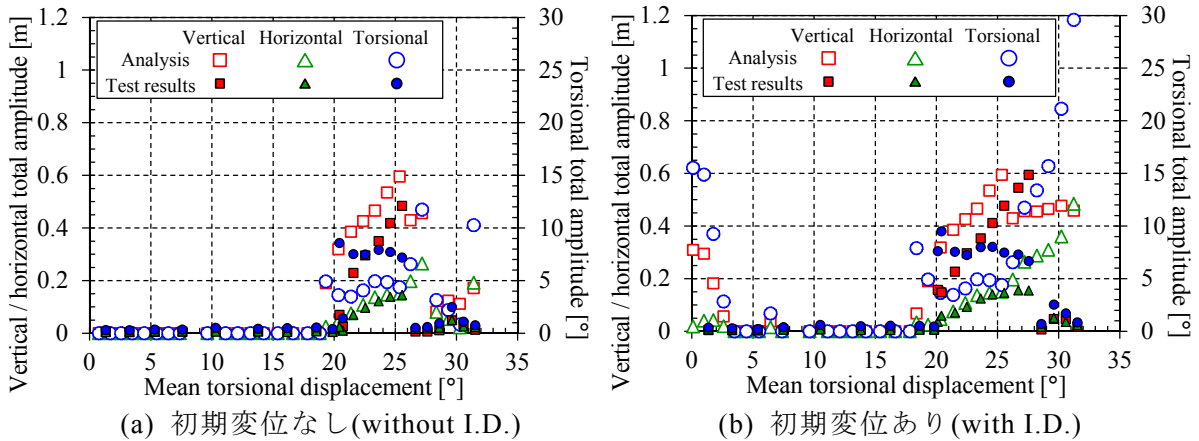 Vertical / horizontal total amplitude [m]
1.2
1
0.8
0.6
0.4
0.2
0
Vertical Horizontal Torsional
Analysis
Test results
30
25
20
15
10
5
0
Torsional total amplitude [°]
0 5 10 15 20 25 30 35
Mean torsional displacement [°]
(a) 初期変位なし(without I.D.)
Vertical / horizontal total amplitude [m]
1.2
1
0.8
0.6
0.4
0.2
0
Vertical Horizontal Torsional
Analysis
Test results
30
25
20
15
10
5
0
Torsional total amplitude [°]
0 5 10 15 20 25 30 35
Mean torsional displacement [°]
(b) 初期変位あり(with I.D.)